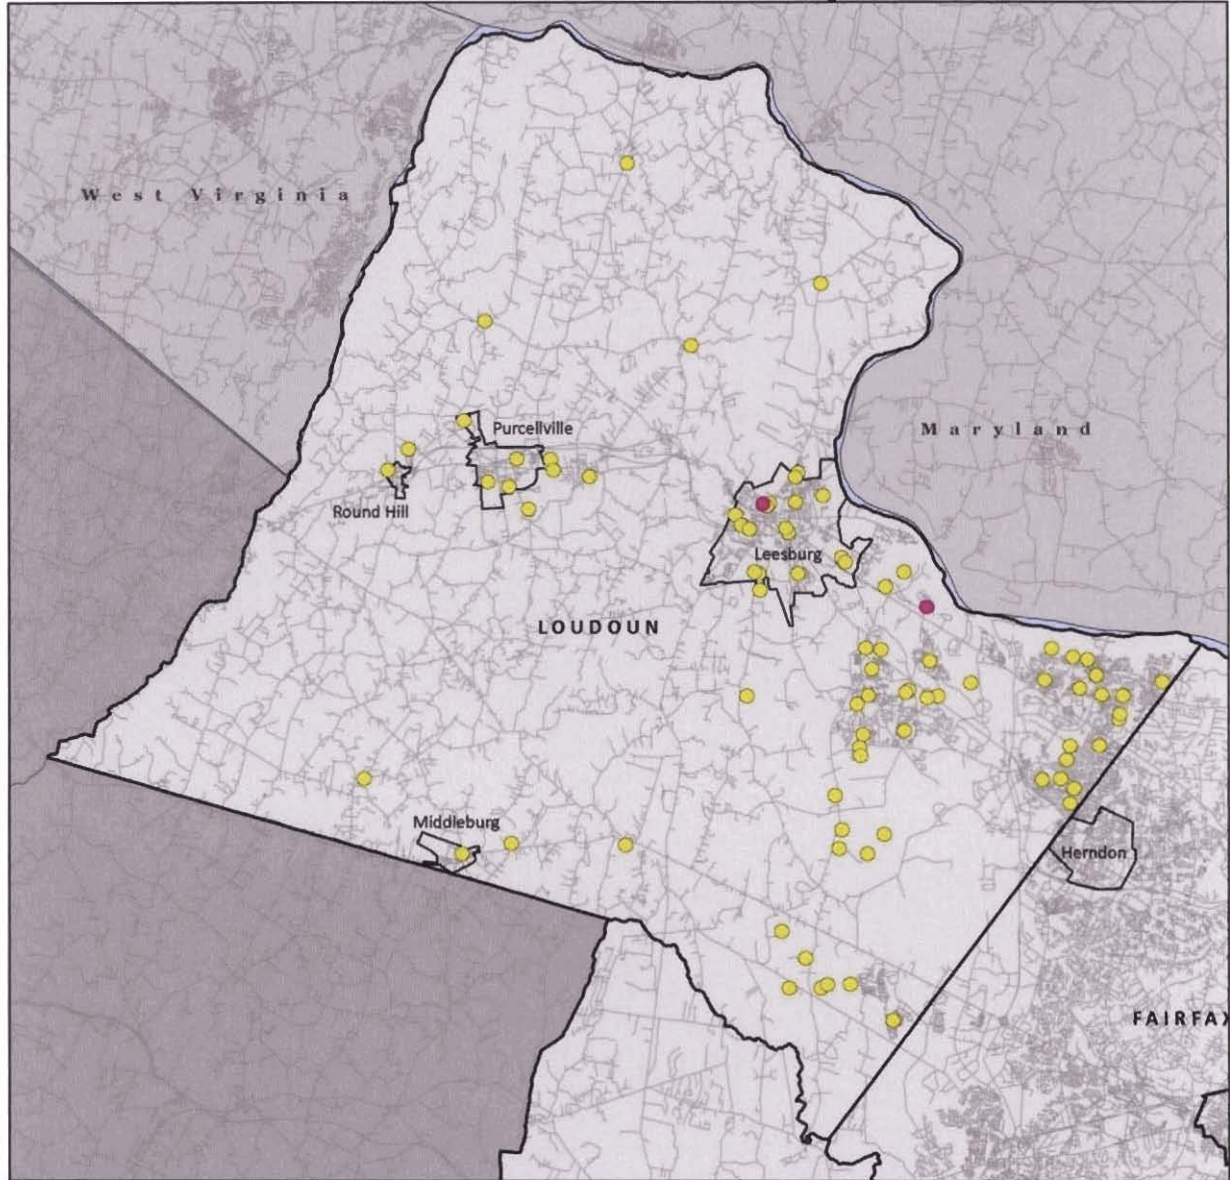 West Virginia
Maryland
Purcellville
Round Hill
Leesburg
LOUDOUN
Middleburg
Herndon
FAIRFAX